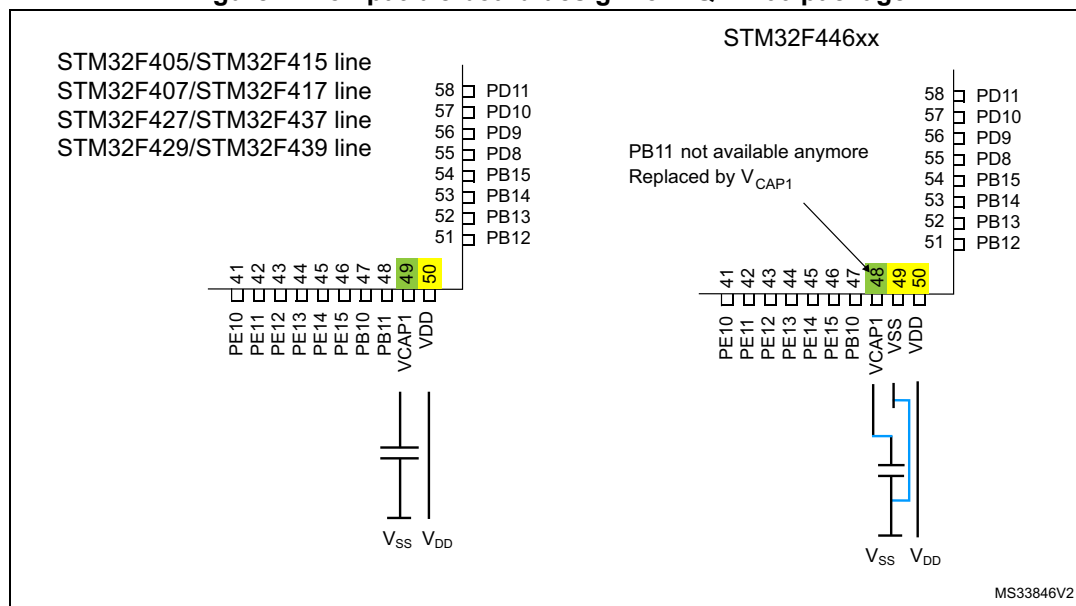 STM32F405/STM32F415 line
STM32F407/STM32F417 line
STM32F427/STM32F437 line
STM32F429/STM32F439 line
58 PD11
57 PD10
56 PD9
55 PD8
54 PB15
53 PB14
52 PB13
51 PB12
41 42 43 44 45 46 47 48 49 50
PE10 PE11 PE12 PE13 PE14 PE15 PB10 PB11 VCAP1 VDD
VSS VDD
STM32F446xx
PB11 not available anymore
Replaced by VCAP1
58 PD11
57 PD10
56 PD9
55 PD8
54 PB15
53 PB14
52 PB13
51 PB12
41 42 43 44 45 46 47 48 49 50
PE10 PE11 PE12 PE13 PE14 PE15 PB10 VCAP1 VSS VDD
VSS VDD
MS33846V2